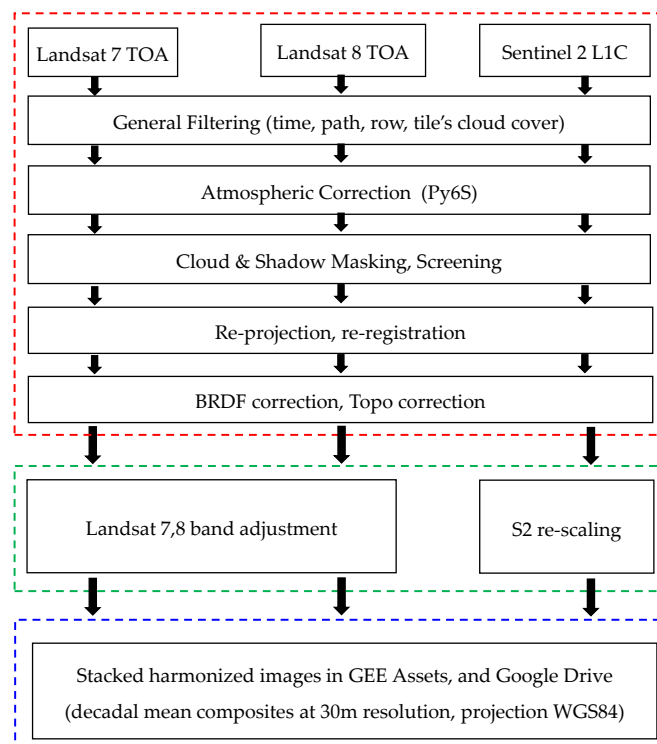 Landsat 7 TOA
Landsat 8 TOA
Sentinel 2 L1C
General Filtering (time, path, row, tile's cloud cover)
Atmospheric Correction (Py6S)
Cloud & Shadow Masking, Screening
Re-projection, re-registration
BRDF correction, Topo correction
Landsat 7,8 band adjustment
S2 re-scaling
Stacked harmonized images in GEE Assets, and Google Drive
(decadal mean composites at 30m resolution, projection WGS84)